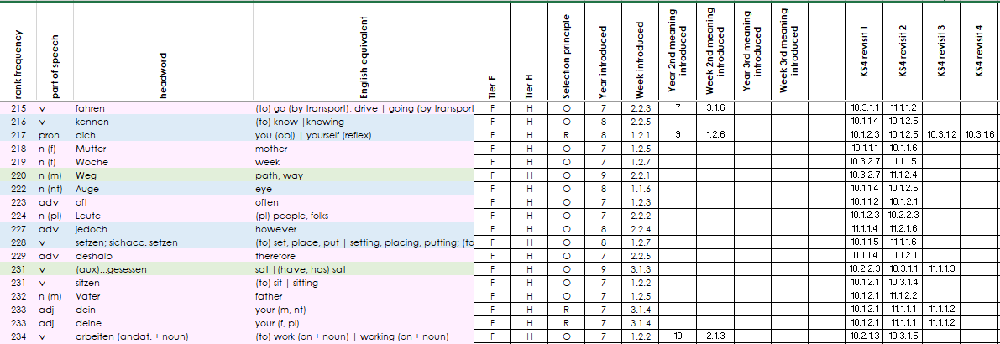 rank frequency part of speech headword English equivalent Tier F Tier H Selection principle Year introduced Week introduced Year 2nd meaning introduced Week 2nd meaning introduced Year 3rd meaning introduced Week 3rd meaning introduced KS4 revisit 1 KS4 revisit 2 KS4 revisit 3 KS4 revisit 4
215 v fahren (to) go (by transport), drive | going (by transport F H O 7 2.2.3 7 3.1.6 10.3.1.1 11.1.1.2
216 v kennen (to) know |knowing F H O 8 2.2.5 10.1.1.4 10.1.2.5
217 pron dich you (obj) | yourself (reflex) F H R 8 1.2.1 9 1.2.6 10.1.2.3 10.1.2.5 10.3.1.2 10.3.1.6
218 n (f) Mutter mother F H O 7 1.2.5 10.1.1.1 10.1.1.6
219 n (f) Woche week F H O 7 1.2.7 10.3.2.7 11.1.1.5
220 n (m) Weg path, way F H O 9 2.2.1 10.3.2.7 11.1.2.4
222 n (nt) Auge eye F H O 8 1.1.6 10.1.1.4 10.1.2.5
223 adv oft often F H O 7 1.2.3 10.1.1.2 10.1.2.1
224 n (pl) Leute (pl) people, folks F H O 7 2.2.2 10.1.2.3 10.2.2.3
227 adv jedoch however F H O 8 2.2.4 11.1.1.4 11.2.1.6
228 v setzen; sichacc. setzen (to) set, place, put | setting, placing, putting; (to F H O 8 1.2.7 10.1.1.5 11.1.1.6
229 adv deshalb therefore F H O 7 2.2.5 11.1.1.4 11.1.2.1
231 v (aux)...gesessen sat |(have, has) sat F H O 9 3.1.3 10.2.2.3 10.3.1.1 11.1.1.3
231 v sitzen (to) sit | sitting F H O 7 1.2.2 10.1.2.1 10.3.1.4
232 n (m) Vater father F H O 7 1.2.5 10.1.2.1 11.1.2.2
233 adj dein your (m, nt) F H R 7 3.1.4 10.1.2.1 11.1.1.1 11.1.1.2
233 adj deine your (f, pl) F H R 7 3.1.4 10.1.2.1 11.1.1.1 11.1.1.2
234 v arbeiten (andat. + noun) (to) work (on + noun) | working (on + noun) F H O 7 1.2.2 10 2.1.3 10.2.1.3 10.3.1.5